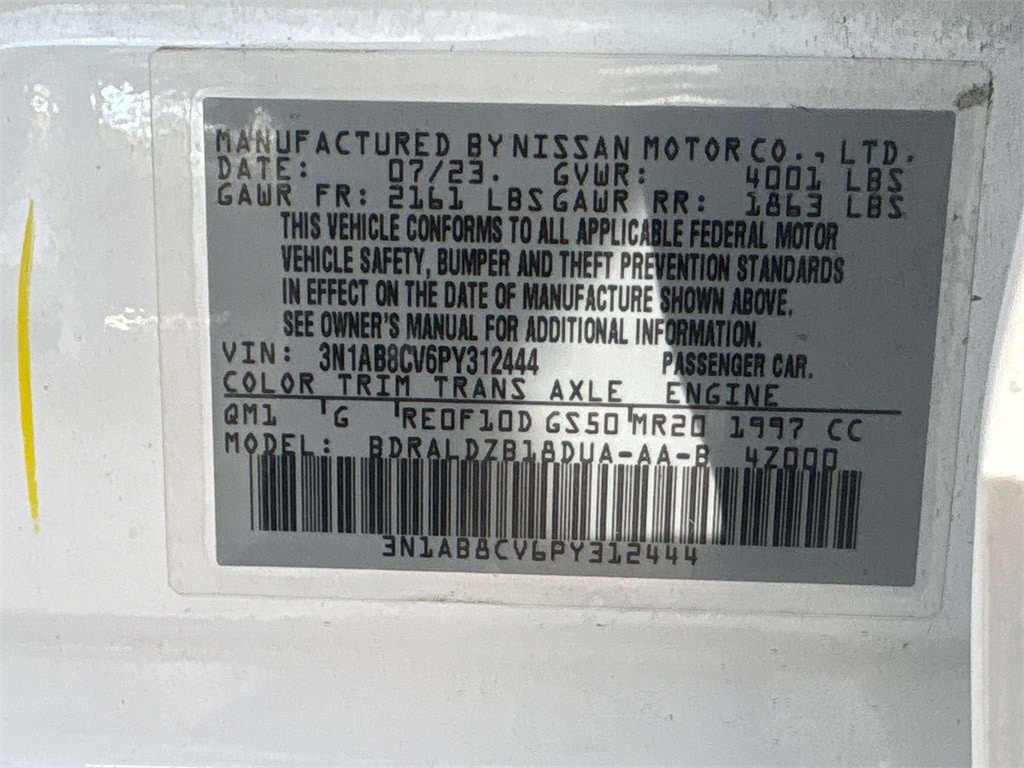 MANUFACTURED BY NISSAN MOTOR CO., LTD.
DATE: 07/23. GVWR: 4001 LBS
GAWR FR: 2161 LBS GAWR RR: 1863 LBS
THIS VEHICLE CONFORMS TO ALL APPLICABLE FEDERAL MOTOR
VEHICLE SAFETY, BUMPER AND THEFT PREVENTION STANDARDS
IN EFFECT ON THE DATE OF MANUFACTURE SHOWN ABOVE.
SEE OWNER'S MANUAL FOR ADDITIONAL INFORMATION.
VIN: 3N1AB8CV6PY312444 PASSENGER CAR.
COLOR TRIM TRANS AXLE ENGINE
QM1 G RE0F10D GS50 MR20 1997 CC
MODEL: BDRALDZB18DUA-AA-B 4Z000
3N1AB8CV6PY312444